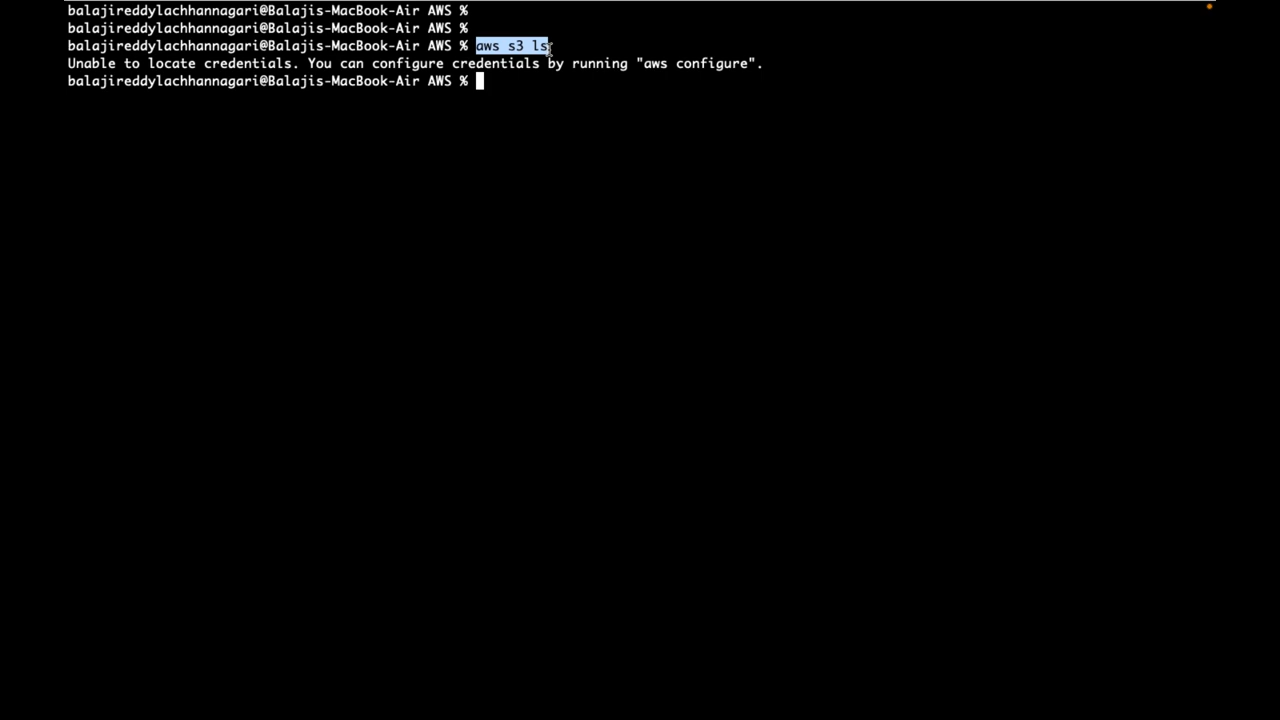 balajireddylachhannagari@Balajis-MacBook-Air AWS %
balajireddylachhannagari@Balajis-MacBook-Air AWS %
balajireddylachhannagari@Balajis-MacBook-Air AWS % aws s3 ls
Unable to locate credentials. You can configure credentials by running "aws configure".
balajireddylachhannagari@Balajis-MacBook-Air AWS %